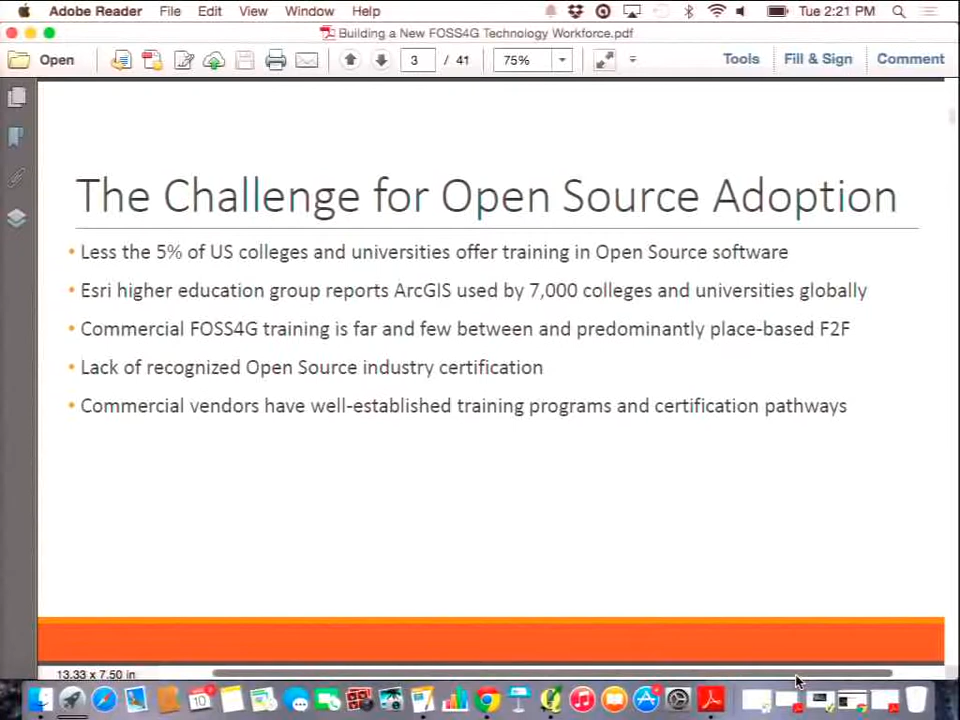 Adobe Reader File Edit View Window Help Tue 2:21 PM
Building a New FOSS4G Technology Workforce.pdf
Open 3 / 41 75% Tools Fill & Sign Comment
The Challenge for Open Source Adoption
• Less the 5% of US colleges and universities offer training in Open Source software
• Esri higher education group reports ArcGIS used by 7,000 colleges and universities globally
• Commercial FOSS4G training is far and few between and predominantly place-based F2F
• Lack of recognized Open Source industry certification
• Commercial vendors have well-established training programs and certification pathways
13.33 x 7.50 in
10